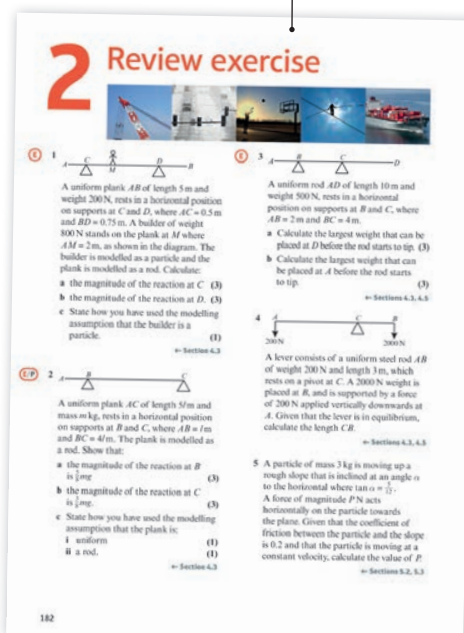 2 Review exercise
E 1
A C M D B
A uniform plank AB of length 5 m and
weight 200 N, rests in a horizontal position
on supports at C and D, where AC = 0.5 m
and BD = 0.75 m. A builder of weight
800 N stands on the plank at M where
AM = 2 m, as shown in the diagram. The
builder is modelled as a particle and the
plank is modelled as a rod. Calculate:
a the magnitude of the reaction at C (3)
b the magnitude of the reaction at D. (3)
c State how you have used the modelling
assumption that the builder is a
particle. (1)
← Section 4.3
E/P 2
A B C
A uniform plank AC of length 5l m and
mass m kg, rests in a horizontal position
on supports at B and C, where AB = l m
and BC = 4l m. The plank is modelled as
a rod. Show that:
a the magnitude of the reaction at B
is mg (3)
b the magnitude of the reaction at C
is mg. (3)
c State how you have used the modelling
assumption that the plank is:
i uniform (1)
ii a rod. (1)
← Section 4.3
E 3
A B C D
A uniform rod AD of length 10 m and
weight 500 N, rests in a horizontal
position on supports at B and C, where
AB = 2 m and BC = 4 m.
a Calculate the largest weight that can be
placed at D before the rod starts to tip. (3)
b Calculate the largest weight that can
be placed at A before the rod starts
to tip. (3)
← Sections 4.3, 4.5
4
A C B
200 N 2000 N
A lever consists of a uniform steel rod AB
of weight 200 N and length 3 m, which
rests on a pivot at C. A 2000 N weight is
placed at B, and is supported by a force
of 200 N applied vertically downwards at
A. Given that the lever is in equilibrium,
calculate the length CB.
← Sections 4.3, 4.5
5 A particle of mass 3 kg is moving up a
rough slope that is inclined at an angle α
to the horizontal where tan α = 5/12.
A force of magnitude P N acts
horizontally on the particle towards
the plane. Given that the coefficient of
friction between the particle and the slope
is 0.2 and that the particle is moving at a
constant velocity, calculate the value of P.
← Sections 5.2, 5.3
182